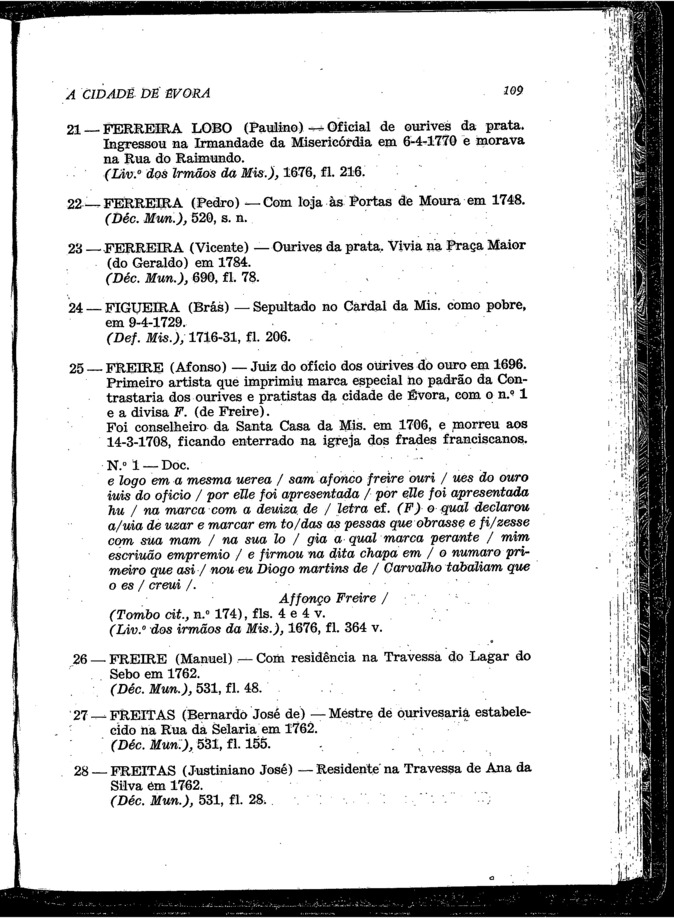 A CIDADE DE ÉVORA
109
21 — FERREIRA LOBO (Paulino) — Oficial de ourives da prata.
Ingressou na Irmandade da Misericórdia em 6-4-1770 e morava
na Rua do Raimundo.
(Liv.º dos Irmãos da Mis.), 1676, fl. 216.
22 — FERREIRA (Pedro) — Com loja às Portas de Moura em 1748.
(Déc. Mun.), 520, s. n.
23 — FERREIRA (Vicente) — Ourives da prata. Vivia na Praça Maior
(do Geraldo) em 1784.
(Déc. Mun.), 690, fl. 78.
24 — FIGUEIRA (Brás) — Sepultado no Cardal da Mis. como pobre,
em 9-4-1729.
(Def. Mis.), 1716-31, fl. 206.
25 — FREIRE (Afonso) — Juiz do ofício dos ourives do ouro em 1696.
Primeiro artista que imprimiu marca especial no padrão da Con-
trastaria dos ourives e pratistas da cidade de Évora, com o n.º 1
e a divisa F. (de Freire).
Foi conselheiro da Santa Casa da Mis. em 1706, e morreu aos
14-3-1708, ficando enterrado na igreja dos frades franciscanos.
N.º 1 — Doc.
e logo em a mesma uerea / sam afonco freire ouri / ues do ouro
iuis do oficio / por elle foi apresentada / por elle foi apresentada
hu / na marca com a deuiza de / letra ef. (F) o qual declarou
a/uia de uzar e marcar em to/das as pessas que obrasse e fi/zesse
com sua mam / na sua lo / gia a qual marca perante / mim
escriuão empremio / e firmou na dita chapa em / o numaro pri-
meiro que asi / nou eu Diogo martins de / Carvalho tabaliam que
o es / creui /.
Affonço Freire /
(Tombo cit., n.º 174), fls. 4 e 4 v.
(Liv.º dos irmãos da Mis.), 1676, fl. 364 v.
26 — FREIRE (Manuel) — Com residência na Travessa do Lagar do
Sebo em 1762.
(Déc. Mun.), 531, fl. 48.
27 — FREITAS (Bernardo José de) — Mestre de ourivesaria estabele-
cido na Rua da Selaria em 1762.
(Déc. Mun.), 531, fl. 155.
28 — FREITAS (Justiniano José) — Residente na Travessa de Ana da
Silva em 1762.
(Déc. Mun.), 531, fl. 28.